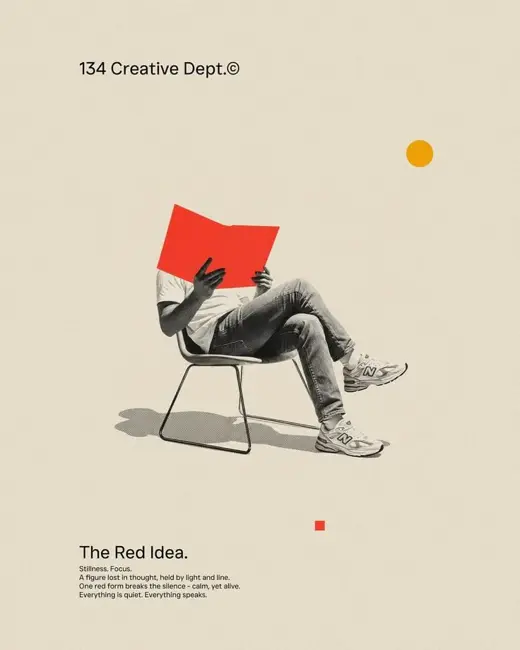 134 Creative Dept.©
N
N
The Red Idea.
Stillness. Focus.
A figure lost in thought, held by light and line.
One red form breaks the silence - calm, yet alive.
Everything is quiet. Everything speaks.